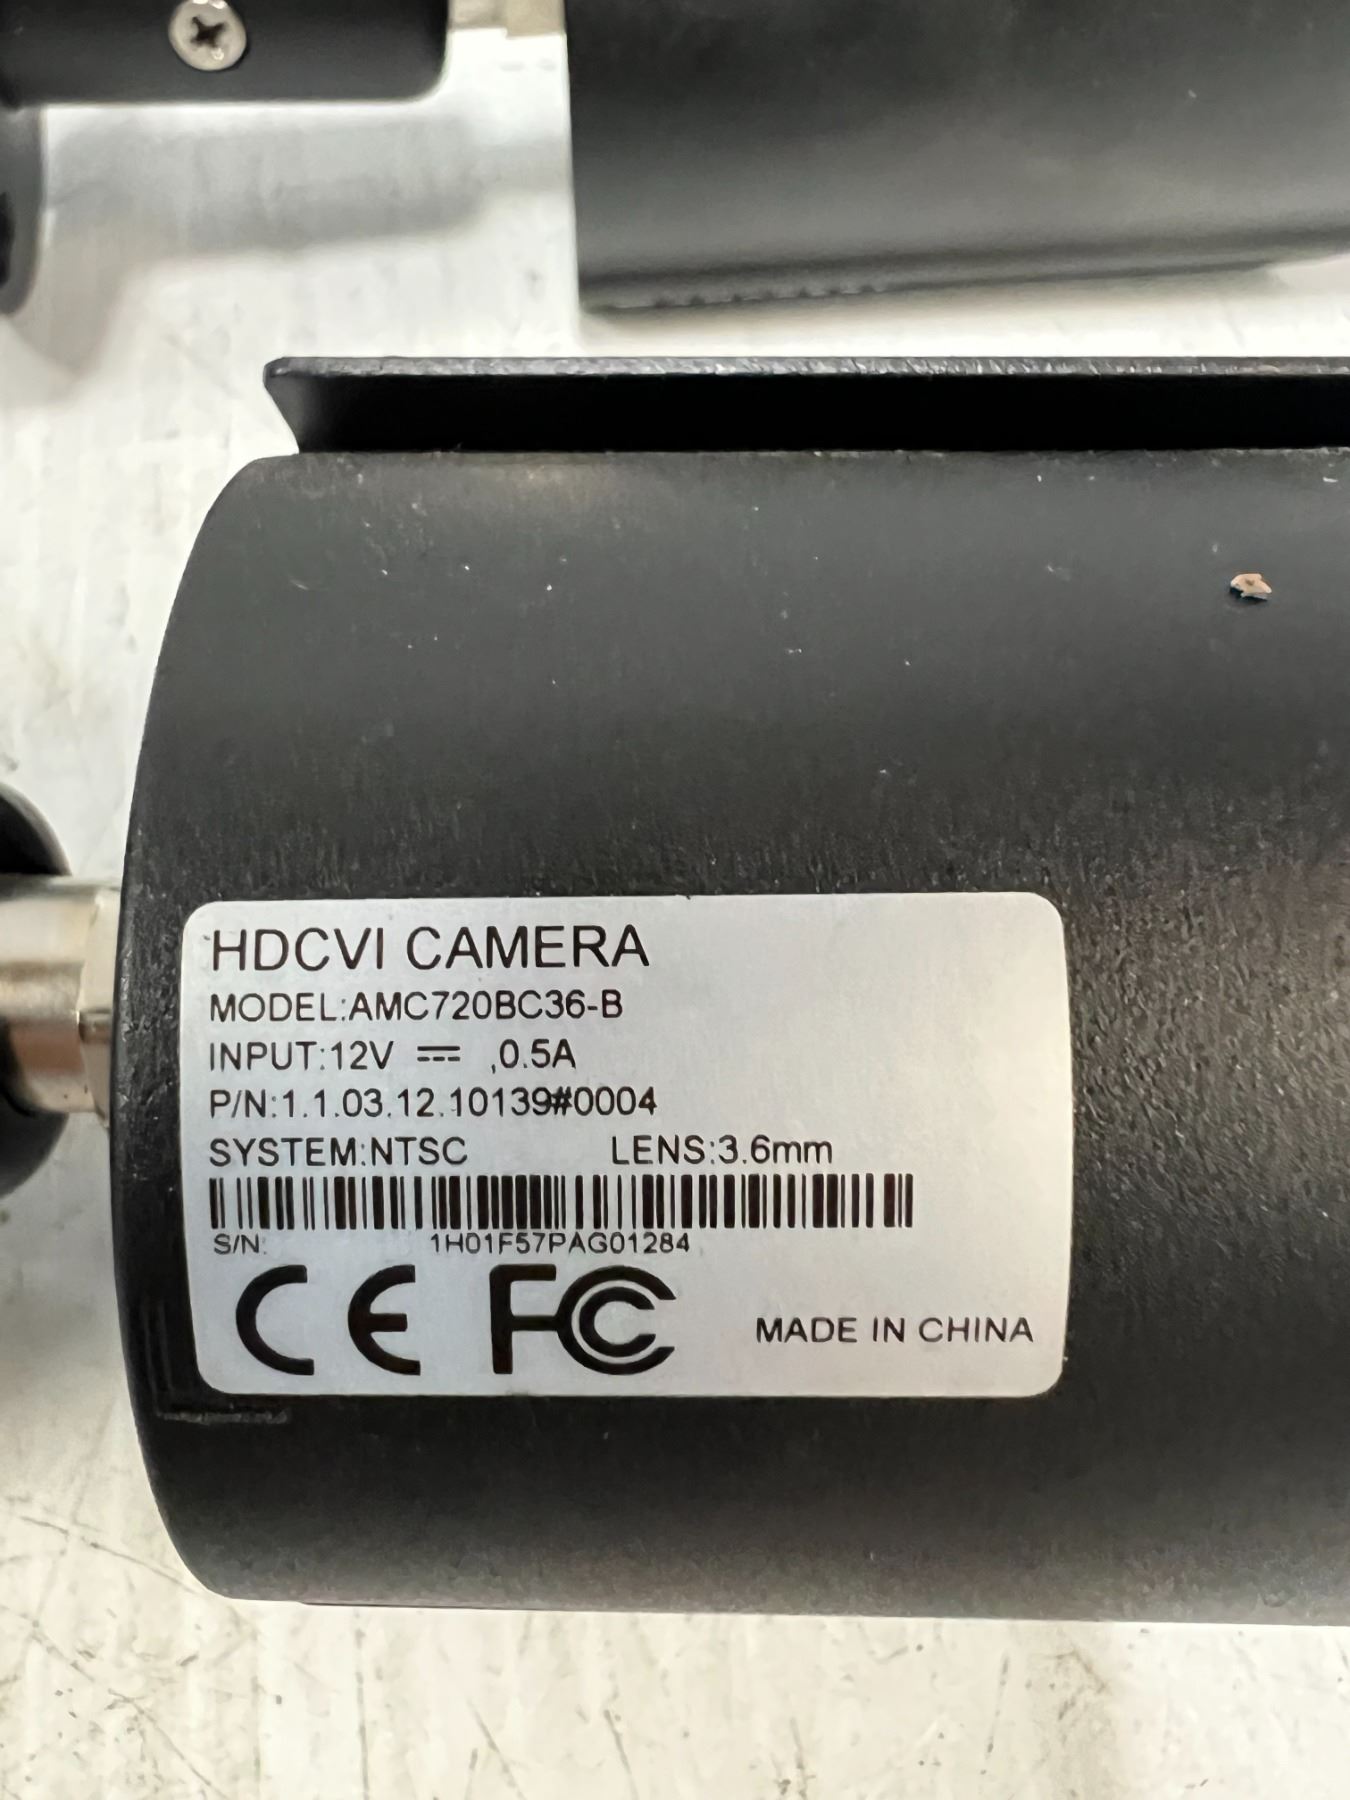 HDCVI CAMERA
MODEL:AMC720BC36-B
INPUT:12V ⎓ ,0.5A
P/N:1.1.03.12.10139#0004
SYSTEM:NTSC LENS:3.6mm
S/N: 1H01F57PAG01284
CE FC MADE IN CHINA